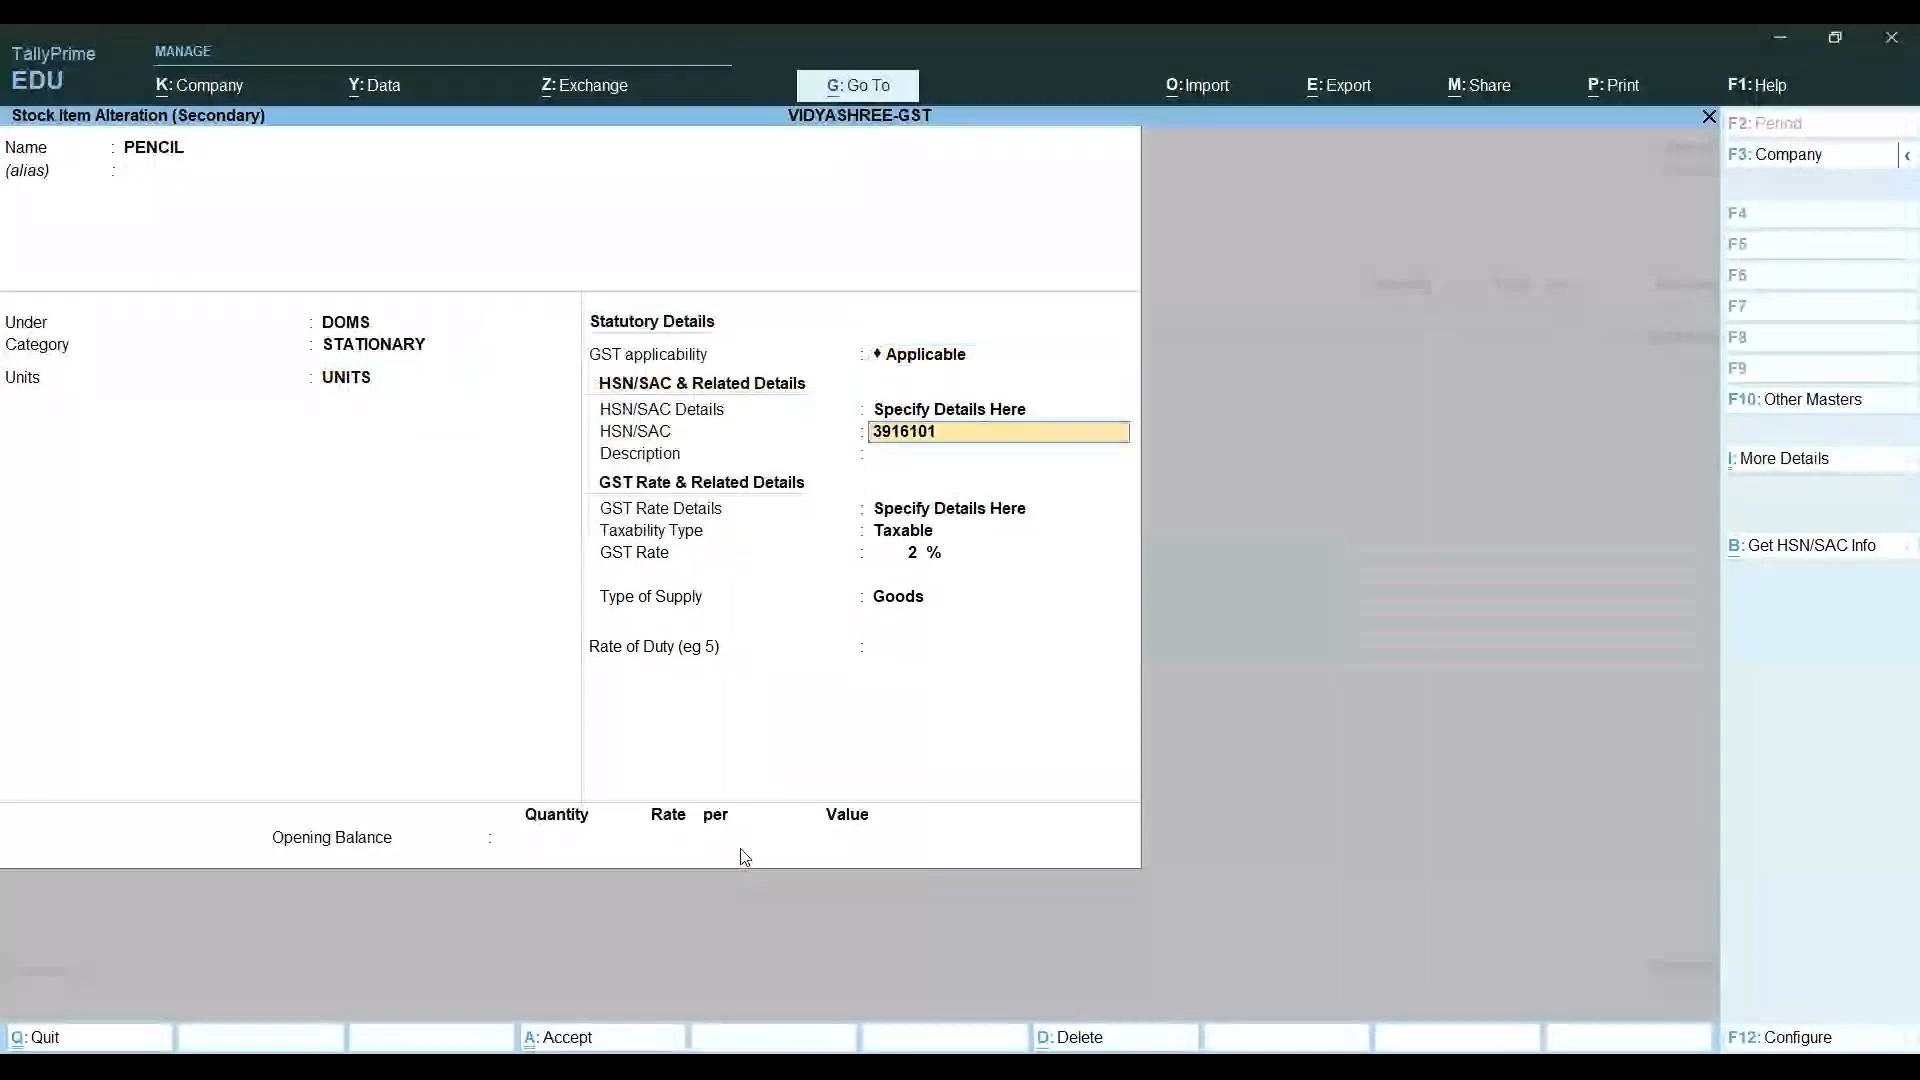 TallyPrime
EDU
MANAGE
K: Company
Y: Data
Z: Exchange
G: Go To
O: Import
E: Export
M: Share
P: Print
F1: Help
Stock Item Alteration (Secondary)
VIDYASHREE-GST
Name : PENCIL
(alias) :
Under : DOMS
Category : STATIONARY
Units : UNITS
Statutory Details
GST applicability : ♦ Applicable
HSN/SAC & Related Details
HSN/SAC Details : Specify Details Here
HSN/SAC : 3916101
Description :
GST Rate & Related Details
GST Rate Details : Specify Details Here
Taxability Type : Taxable
GST Rate : 2 %
Type of Supply : Goods
Rate of Duty (eg 5) :
Quantity Rate per Value
Opening Balance :
F2: Period
F3: Company
F4
F5
F6
F7
F8
F9
F10: Other Masters
I: More Details
B: Get HSN/SAC Info
Q: Quit
A: Accept
D: Delete
F12: Configure